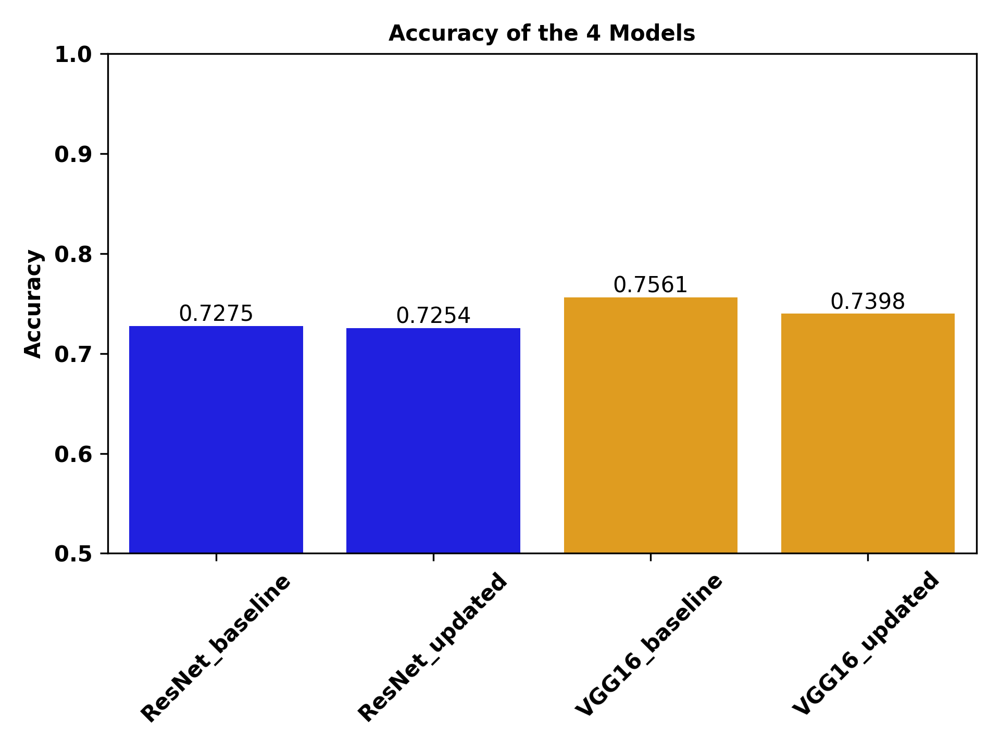 Accuracy of the 4 Models
1.0
0.9
0.8
0.7
0.6
0.5
Accuracy
0.7275
0.7254
0.7561
0.7398
ResNet_baseline
ResNet_updated
VGG16_baseline
VGG16_updated